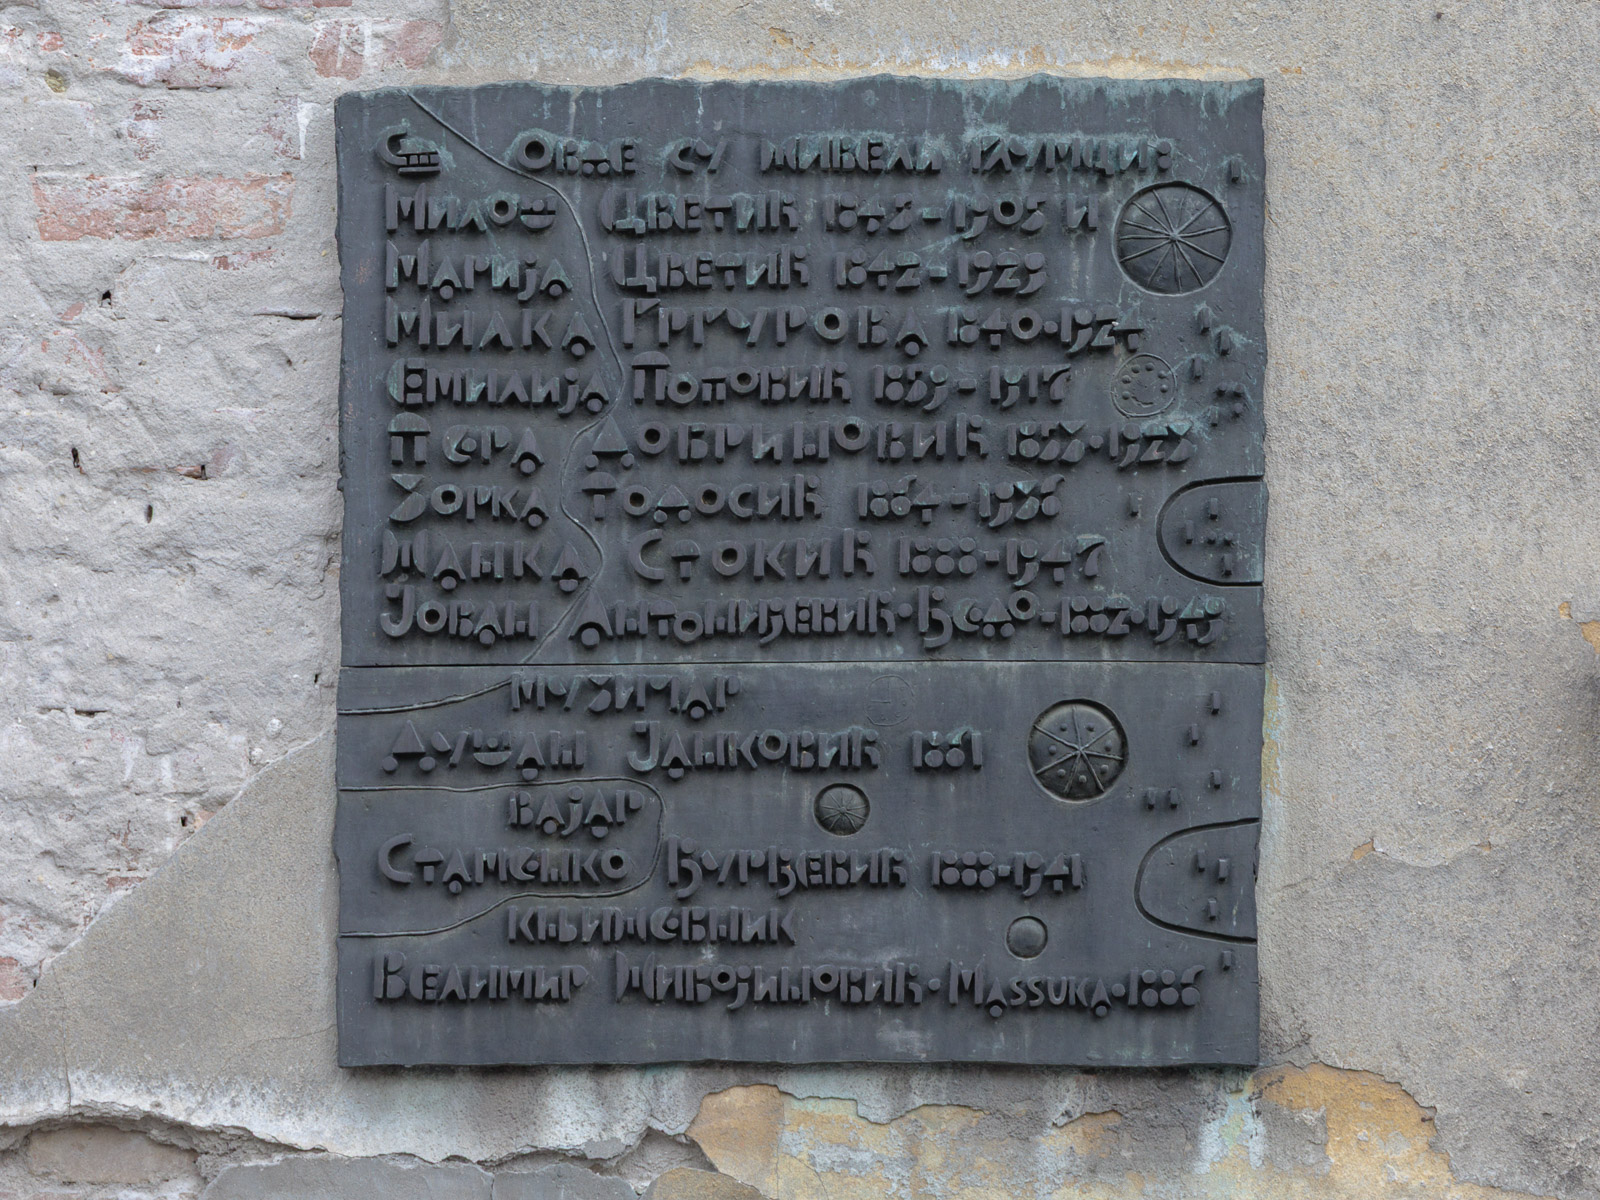 Овде су живели глумци:
Милош Цветић 1845-1905 и
Марија Цветић 1842-1929
Милка Гргурова 1840-1924
Емилија Поповић 1859-1917
Пера Добриновић 1853-1923
Зорка Тодосић 1864-1936
Жанка Стокић 1888-1947
Јован Антонијевић-Ђедо-1882
музичар
Душан Јанковић 1861
вајар
Стаменко Ђурђевић 1888-1941
књижевник
Велимир Живојиновић-Massuka-1886